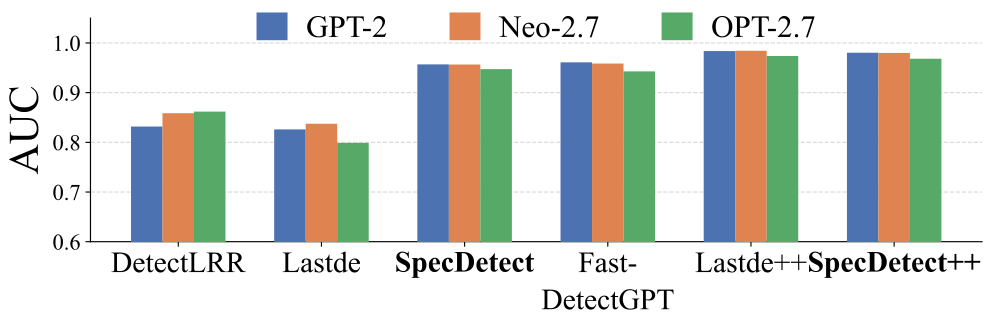 GPT-2 Neo-2.7 OPT-2.7
AUC
1.0
0.9
0.8
0.7
0.6
DetectLRR Lastde SpecDetect Fast- Lastde++ SpecDetect++
DetectGPT